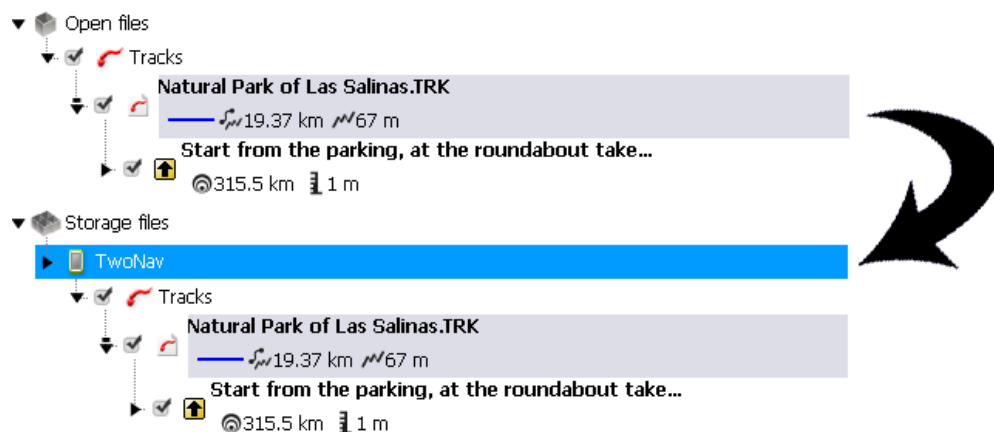 Open files
Tracks
Natural Park of Las Salinas.TRK
19.37 km 67 m
Start from the parking, at the roundabout take...
315.5 km 1 m
Storage files
TwoNav
Tracks
Natural Park of Las Salinas.TRK
19.37 km 67 m
Start from the parking, at the roundabout take...
315.5 km 1 m